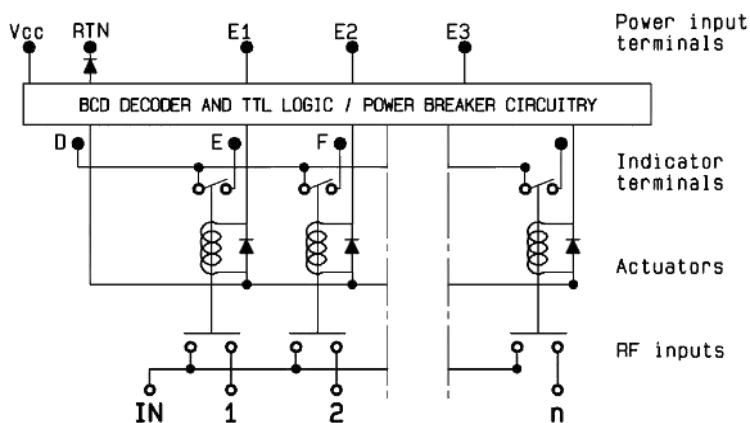 Vcc RTN E1 E2 E3 Power input
terminals
BCD DECODER AND TTL LOGIC / POWER BREAKER CIRCUITRY
D E F Indicator
terminals
Actuators
RF inputs
IN 1 2 n